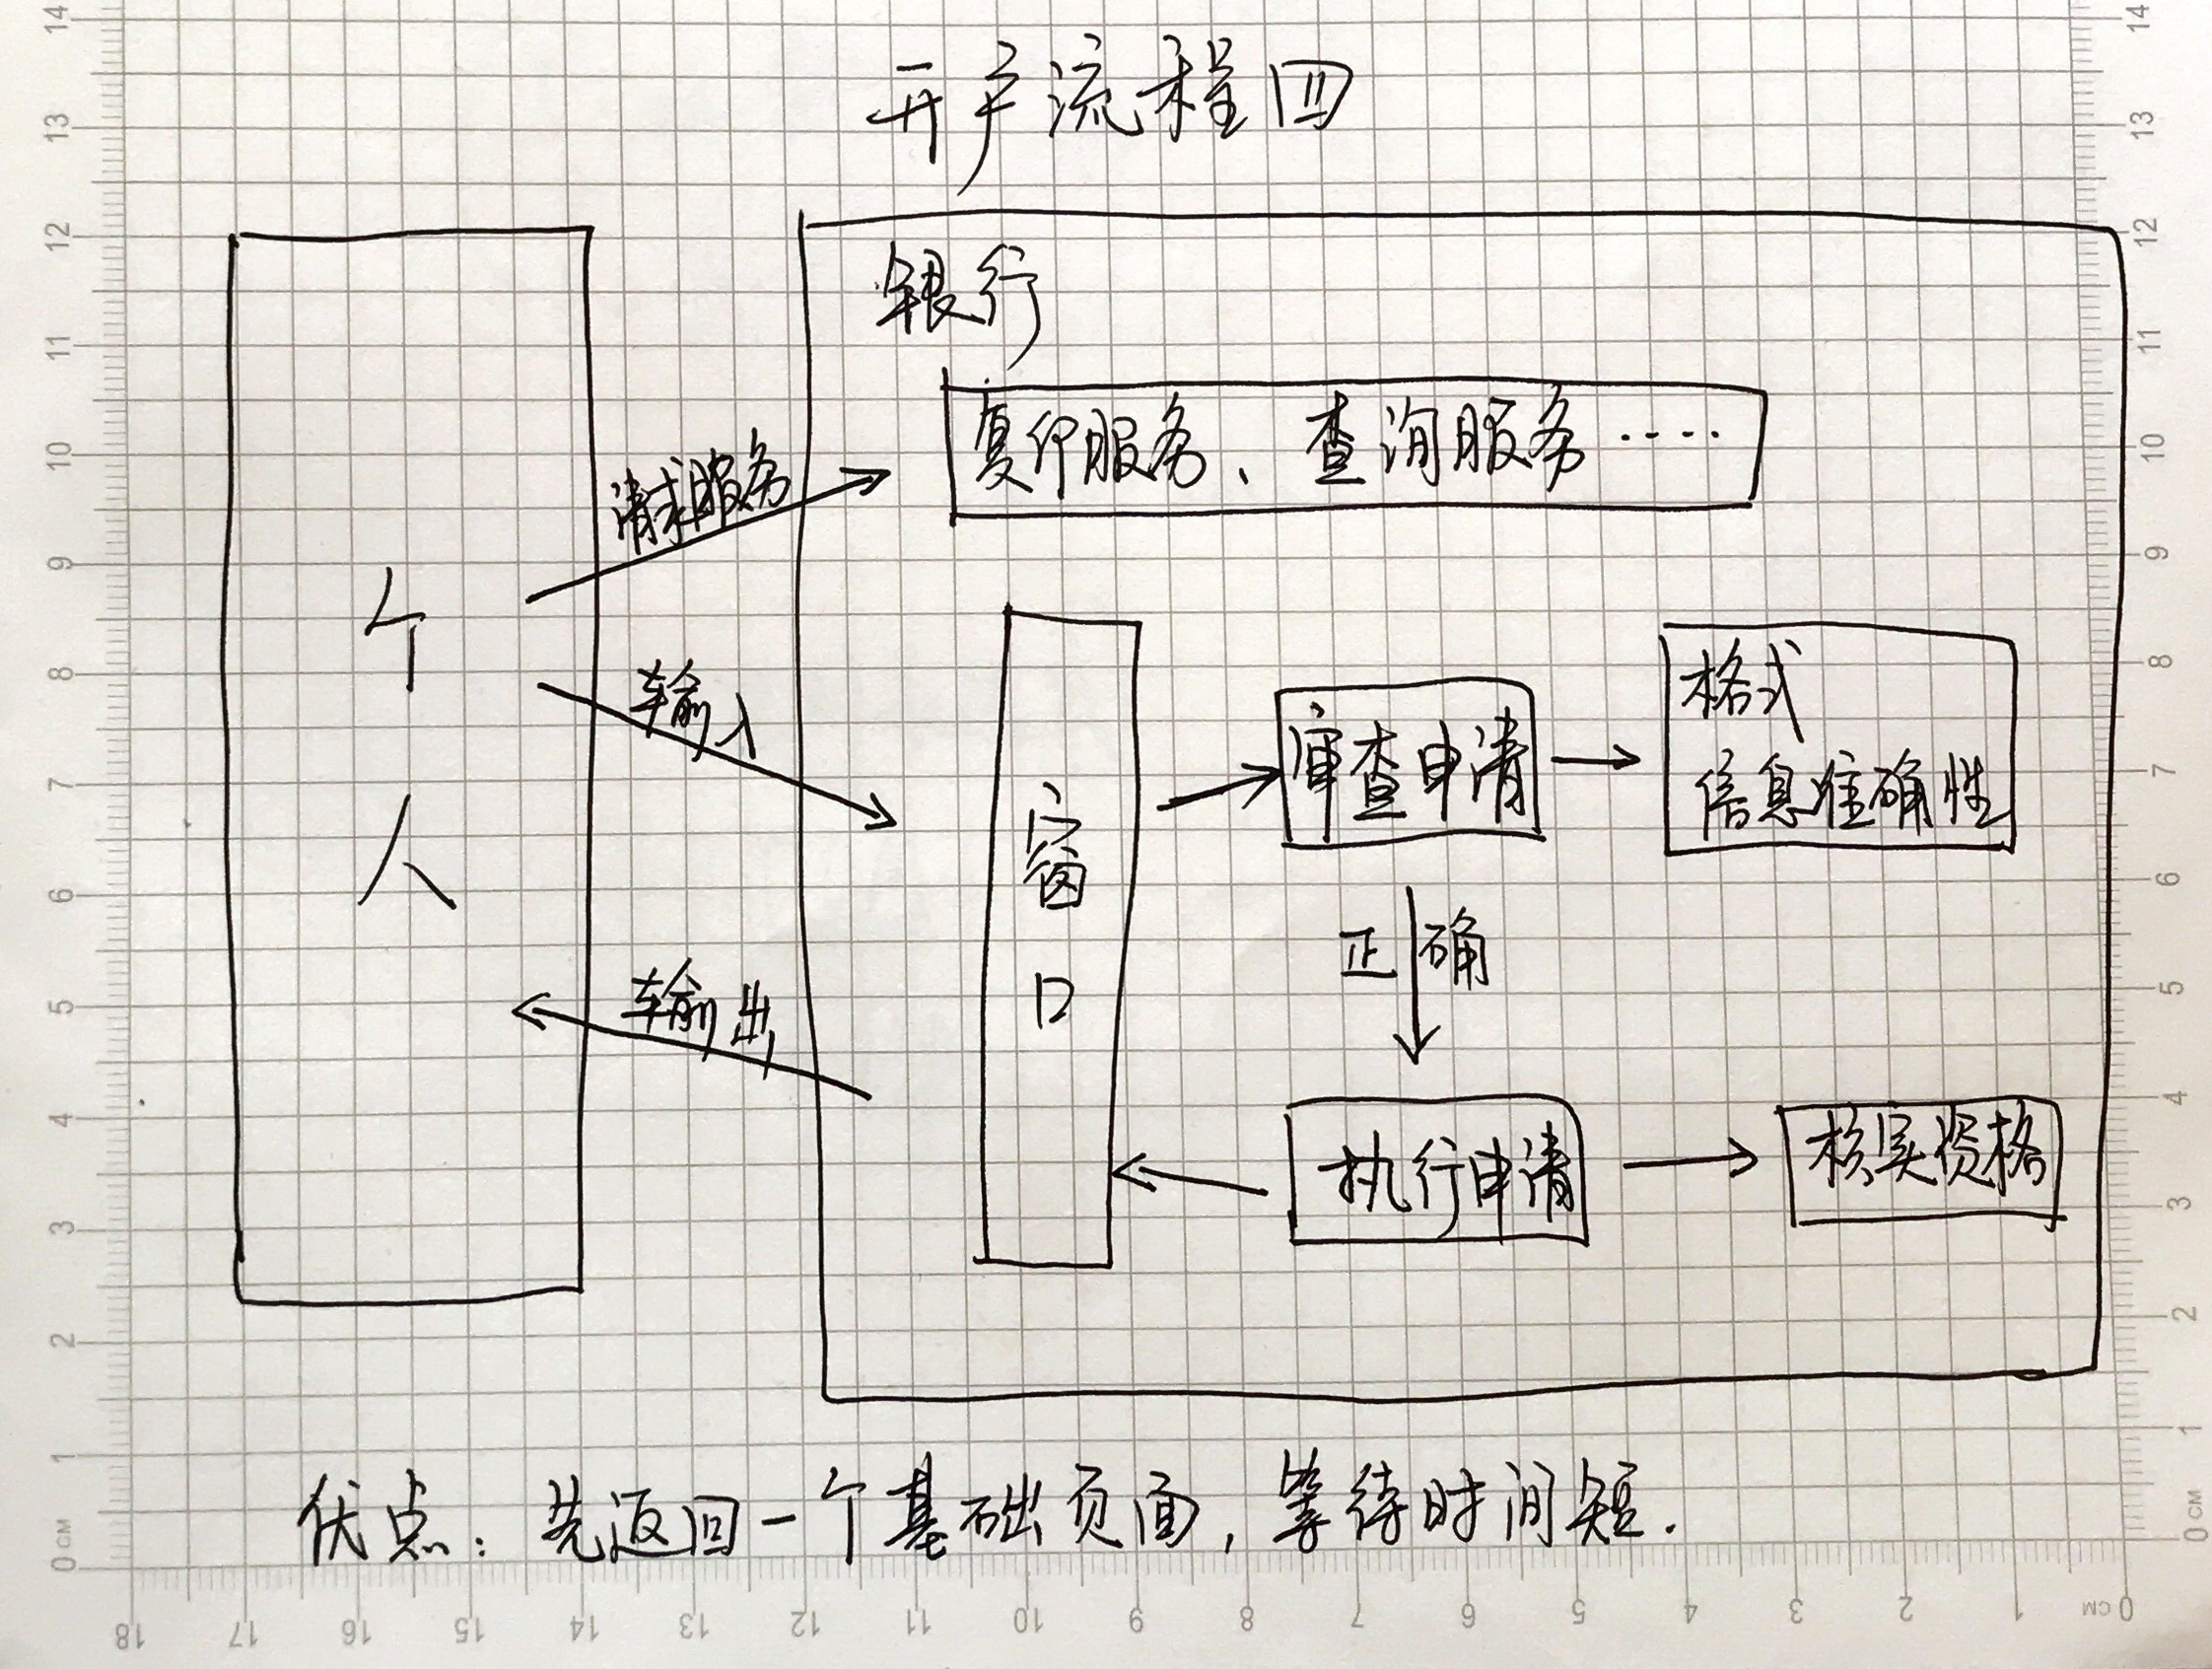 开户流程四
银行
复印服务、查询服务····
请求服务
个人
输入
窗口
审查申请
格式
信息准确性
正确
输出
执行申请
核实资格
优点：先返回一个基础页面，等待时间短.
14
13
12
11
10
9
8
7
6
5
4
3
2
1
0 CM
14
13
12
11
10
9
8
7
6
5
4
3
2
1
0 CM
18 17 16 15 14 13 12 11 10 9 8 7 6 5 4 3 2 1 0 CM